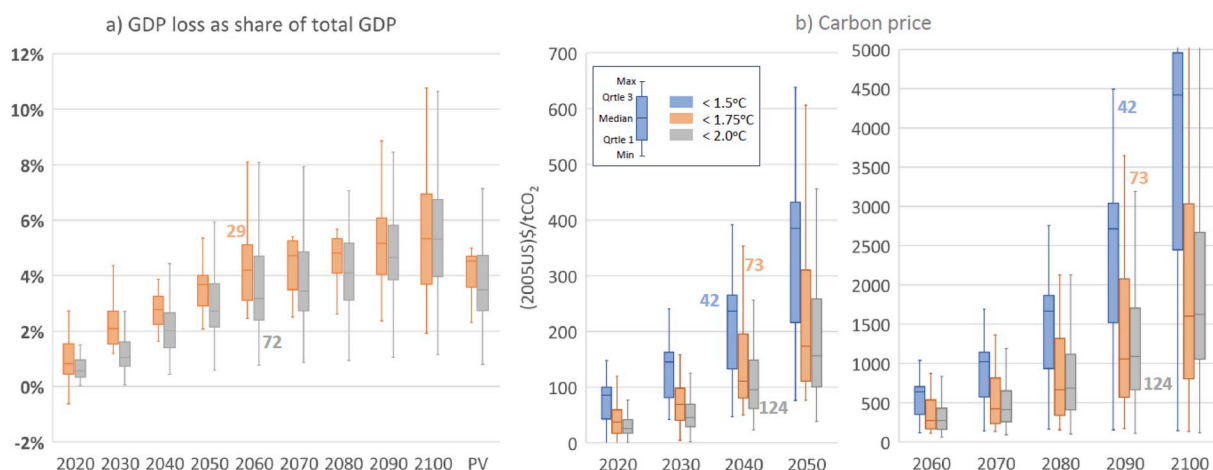 a) GDP loss as share of total GDP
12%
10%
8%
6%
4%
2%
0%
-2%
29
72
2020 2030 2040 2050 2060 2070 2080 2090 2100 PV
b) Carbon price
(2005US)$/tCO₂
700
600
500
400
300
200
100
0
Max
Qrtle 3
Median
Qrtle 1
Min
< 1.5°C
< 1.75°C
< 2.0°C
42
73
124
2020 2030 2040 2050
5000
4500
4000
3500
3000
2500
2000
1500
1000
500
0
42
73
124
2060 2070 2080 2090 2100